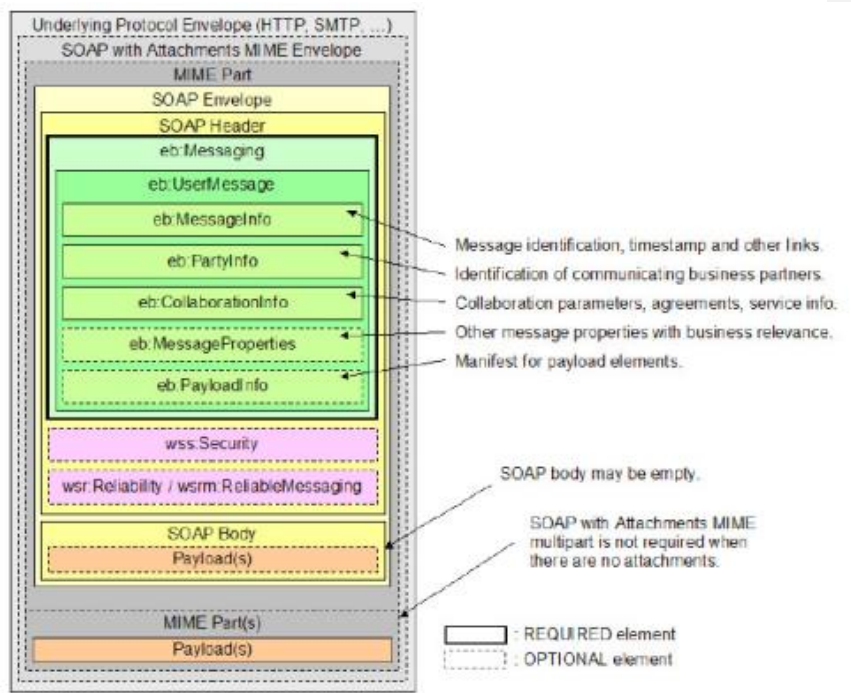 Underlying Protocol Envelope (HTTP, SMTP, ...)
SOAP with Attachments MIME Envelope
MIME Part
SOAP Envelope
SOAP Header
eb:Messaging
eb:UserMessage
eb:MessageInfo
eb:PartyInfo
eb:CollaborationInfo
eb:MessageProperties
eb:PayloadInfo
Message identification, timestamp and other links.
Identification of communicating business partners.
Collaboration parameters, agreements, service info.
Other message properties with business relevance.
Manifest for payload elements.
wss:Security
wsr:Reliability / wsrm:ReliableMessaging
SOAP Body
Payload(s)
SOAP body may be empty.
SOAP with Attachments MIME
multipart is not required when
there are no attachments.
MIME Part(s)
Payload(s)
: REQUIRED element
: OPTIONAL element